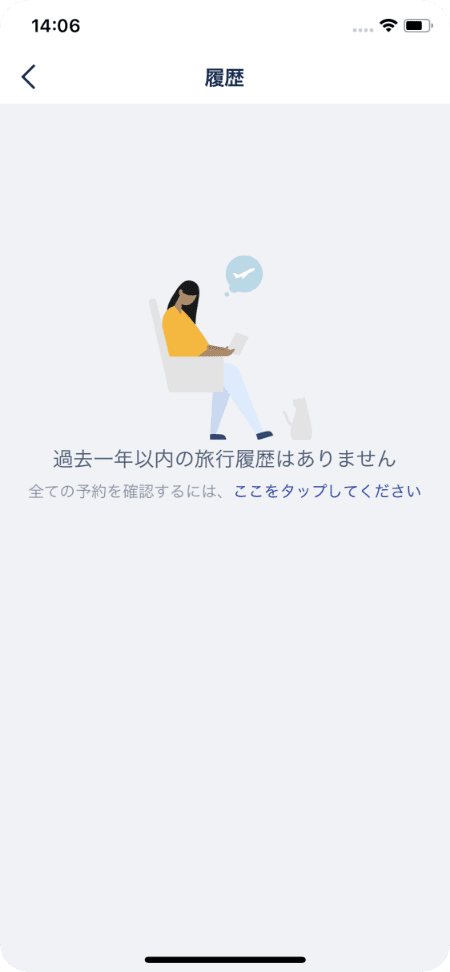 14:06
履歴
過去一年以内の旅行履歴はありません
全ての予約を確認するには、ここをタップしてください